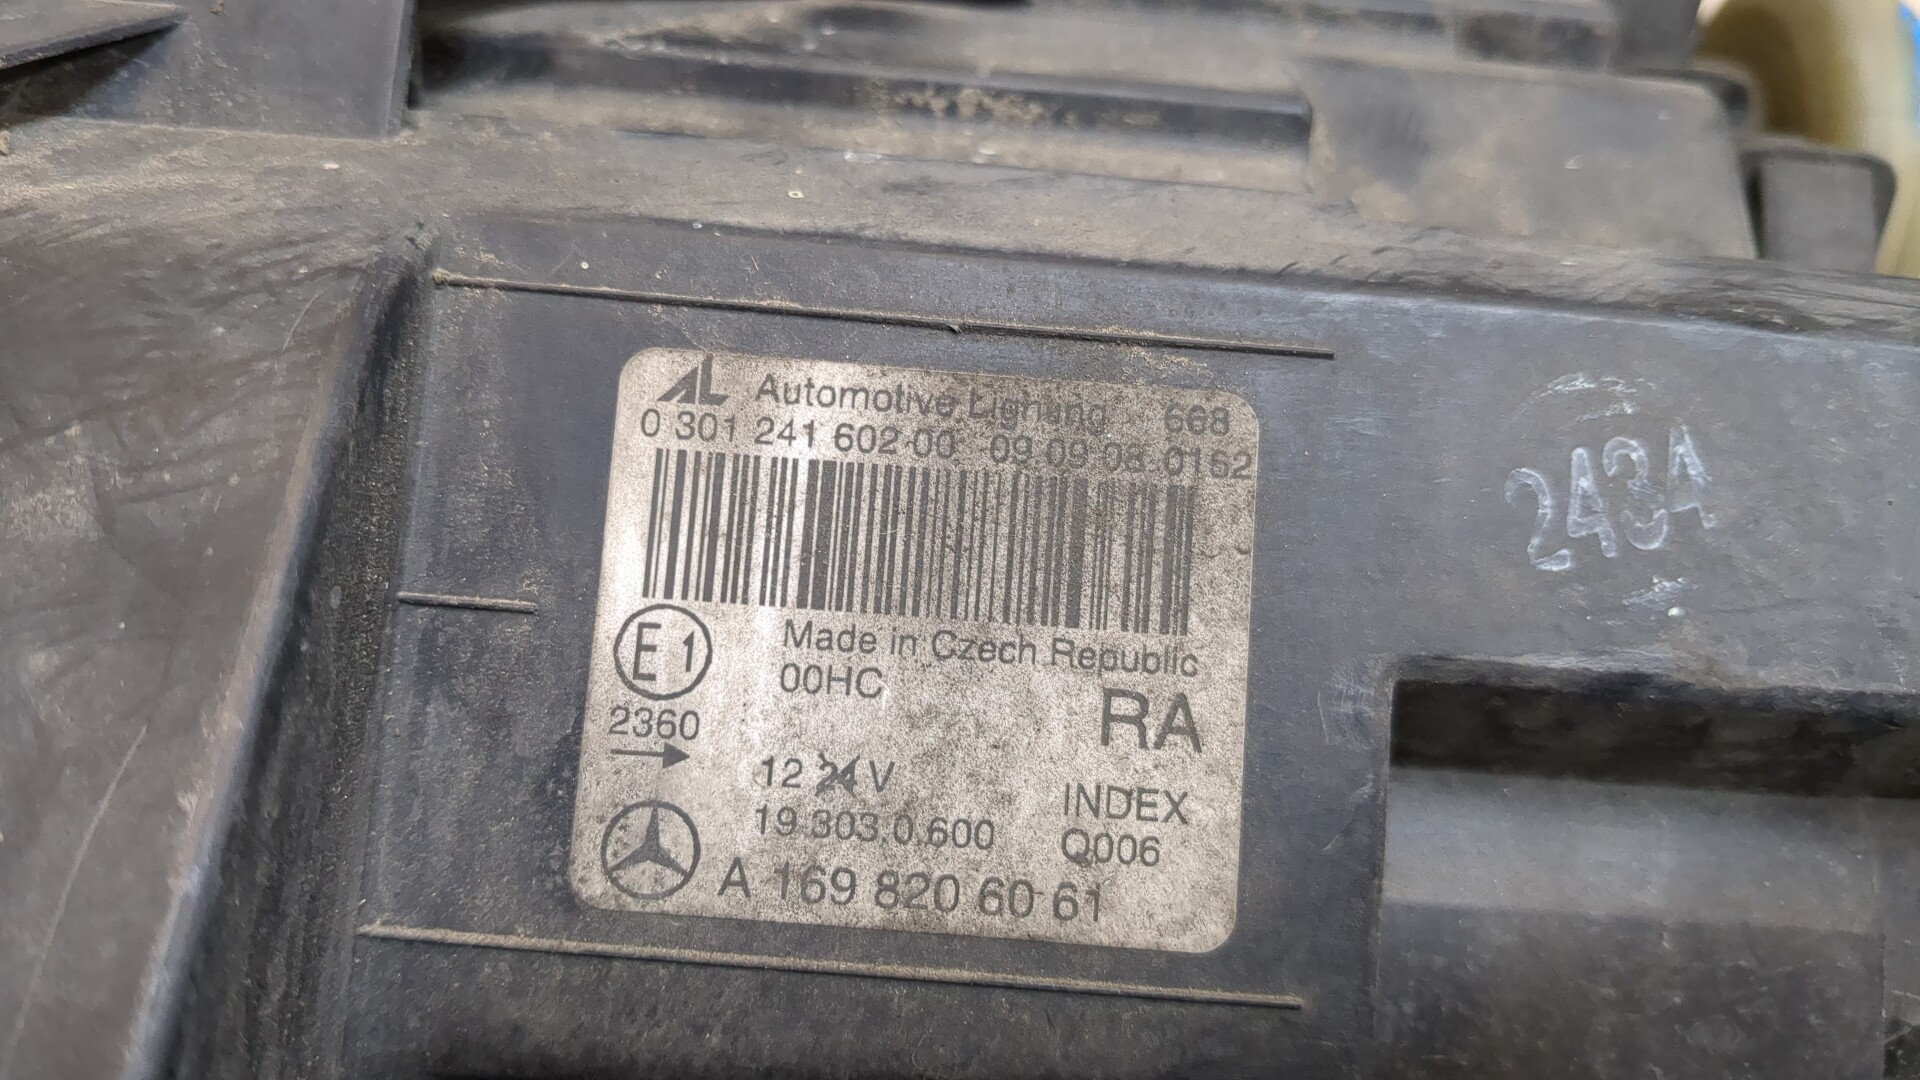 AL Automotive Lighting 668
0 301 241 602-00 09.09.08 0152
E1
Made in Czech Republic
00HC
RA
2360
12 24 V
INDEX
19.303.0.600
Q006
A 169 820 60 61
2434